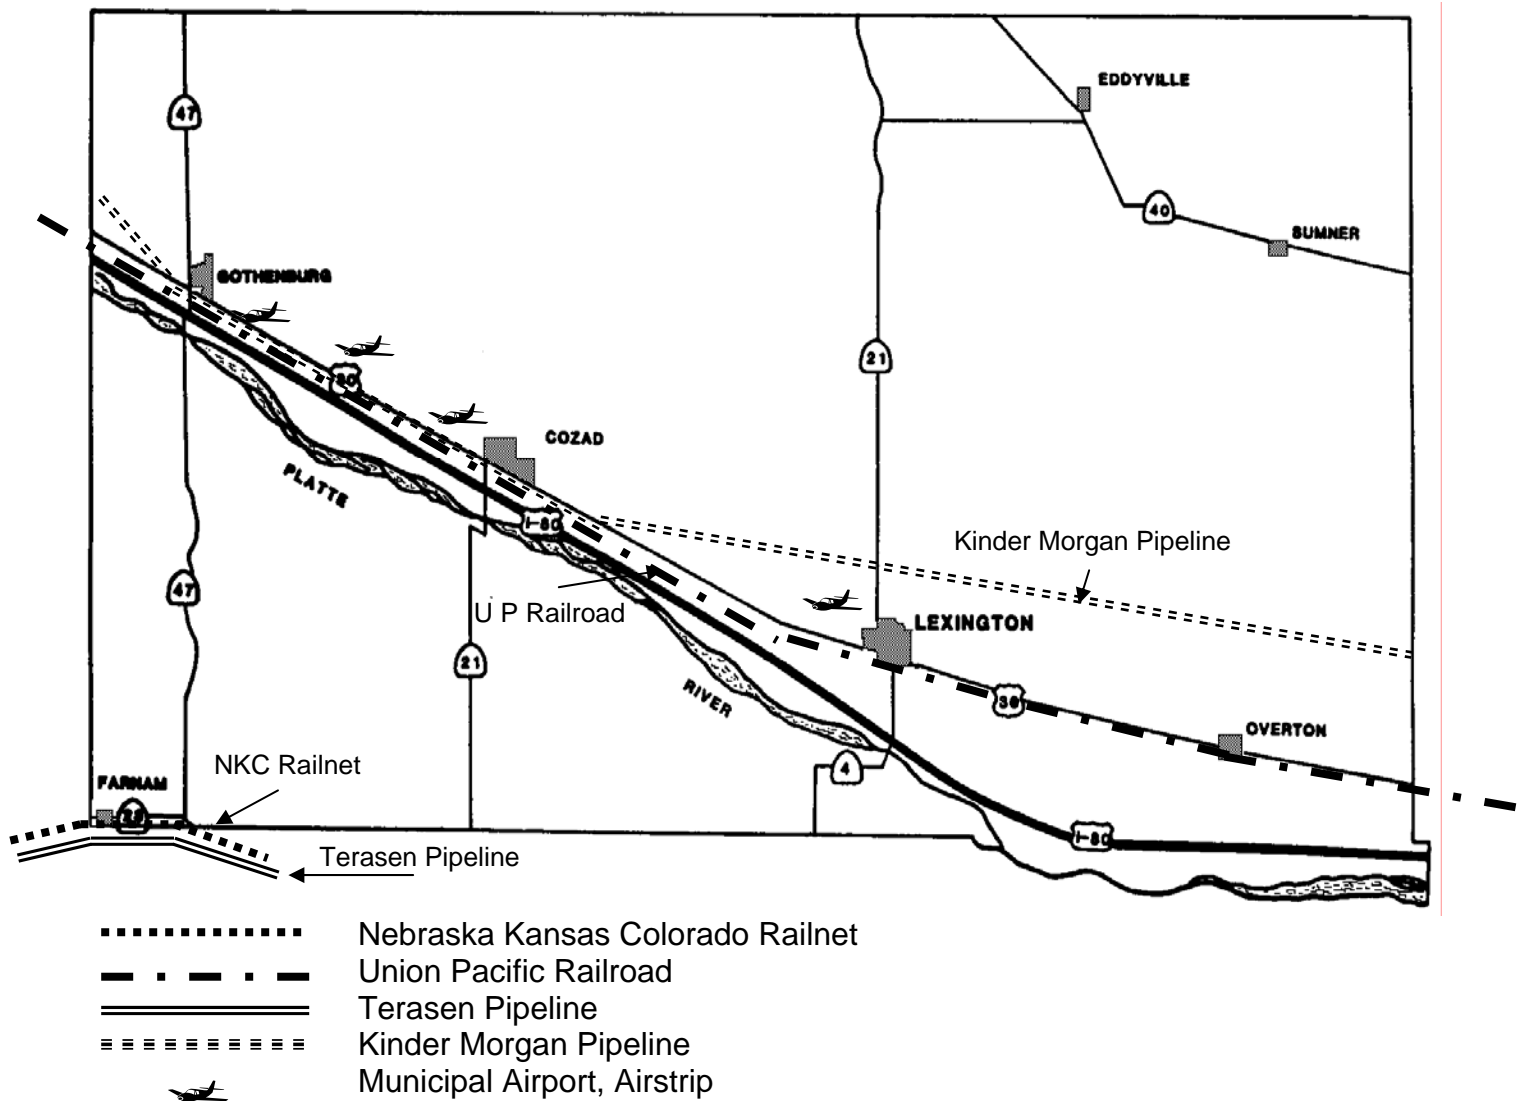 EDDYVILLE
47
40
SUMNER
GOTHENBURG
21
80
COZAD
PLATTE
I-80
Kinder Morgan Pipeline
47
U P Railroad
LEXINGTON
21
RIVER
30
OVERTON
NKC Railnet
4
FARNAM
23
I-80
Terasen Pipeline
Nebraska Kansas Colorado Railnet
Union Pacific Railroad
Terasen Pipeline
Kinder Morgan Pipeline
Municipal Airport, Airstrip